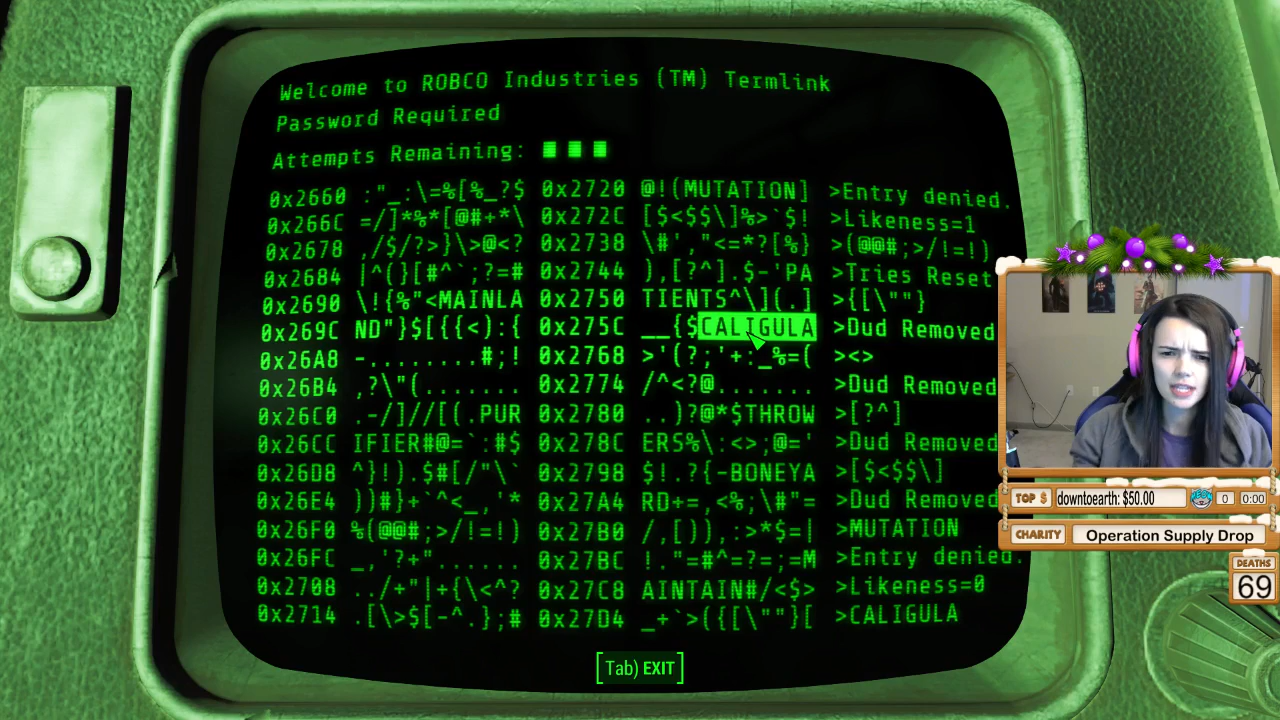 Welcome to ROBCO Industries (TM) Termlink
Password Required
Attempts Remaining:
0x2660 :"_:\=%[%_?$ 0x2720 @!(MUTATION] >Entry denied.
0x266C =/]*%*[@#+*\ 0x272C [$<$$\]%>`$! >Likeness=1
0x2678 ,/$/?>}\>@<? 0x2738 \#',"<=*?[%} >(@@#;>/!=!)
0x2684 |^(}[#^`;?=# 0x2744 ),[?^].$-'PA >Tries Reset
0x2690 \!{%"<MAINLA 0x2750 TIENTS^\](.] >{[\""}
0x269C ND"}$[{{<):{ 0x275C __{$CALIGULA >Dud Removed
0x26A8 -........#;! 0x2768 >'(?;'+:_%=( ><>
0x26B4 ,?\"(....... 0x2774 /^<?@....... >Dud Removed
0x26C0 .-/]//[(.PUR 0x2780 ..)?@*$THROW >[?^]
0x26CC IFIER#@=`:#$ 0x278C ERS%\:<>;@=' >Dud Removed
0x26D8 ^}!).$#[/"\` 0x2798 $!.?{-BONEYA >[$<$$\]
0x26E4 ))#}+`^<_,'* 0x27A4 RD+=,<%;\#"= >Dud Removed
0x26F0 %(@@#;>/!=!) 0x27B0 /,[)),:>*$=| >MUTATION
0x26FC _,'?+"...... 0x27BC !."=#^=?=;=M >Entry denied.
0x2708 ../+"|+{\<^? 0x27C8 AINTAIN#/<$> >Likeness=0
0x2714 .[\>$[-^.};# 0x27D4 _+`>({[\""}[ >CALIGULA
[Tab) EXIT]
TOP $ downtoearth: $50.00 0 0:00
CHARITY Operation Supply Drop
DEATHS
69